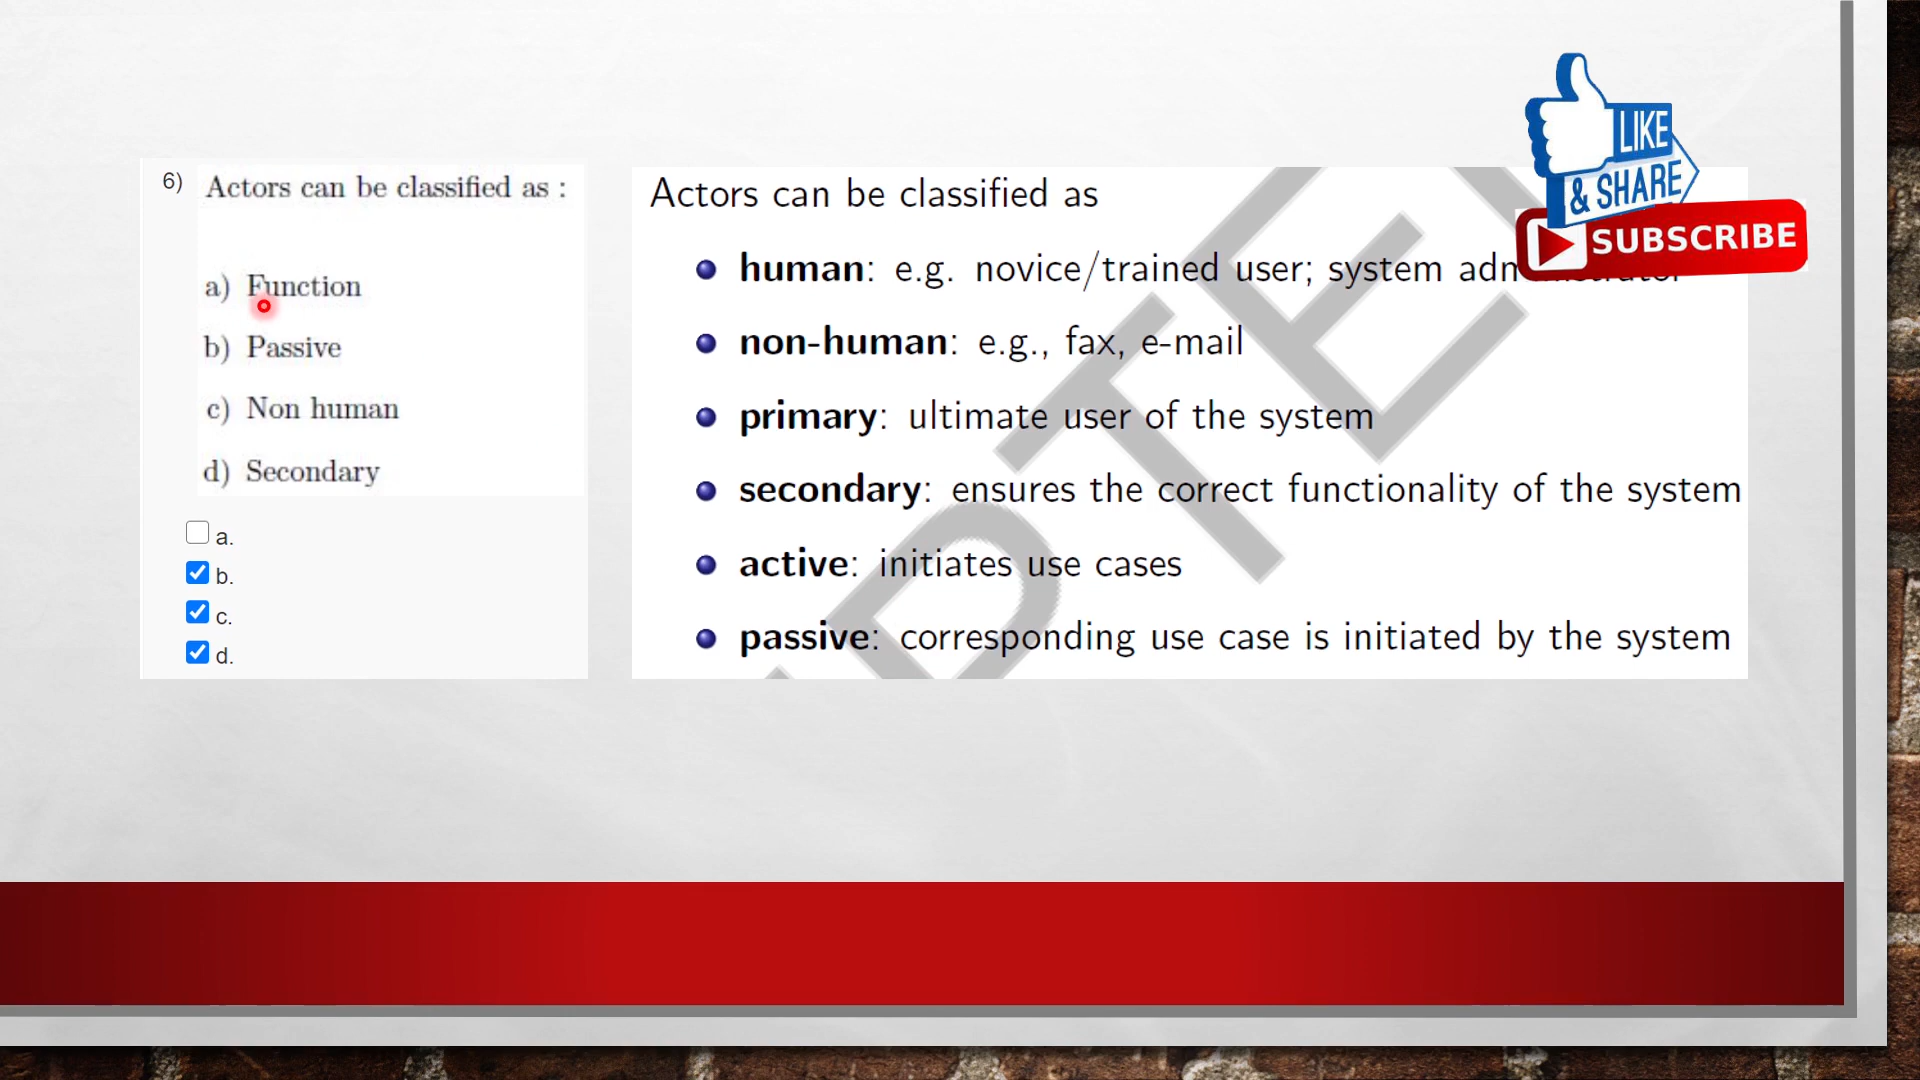 6) Actors can be classified as :
a) Function
b) Passive
c) Non human
d) Secondary
a.
b.
c.
d.
Actors can be classified as
human: e.g. novice/trained user; system
non-human: e.g., fax, e-mail
primary: ultimate user of the system
secondary: ensures the correct functionality of the system
active: initiates use cases
passive: corresponding use case is initiated by the system
LIKE
& SHARE
SUBSCRIBE